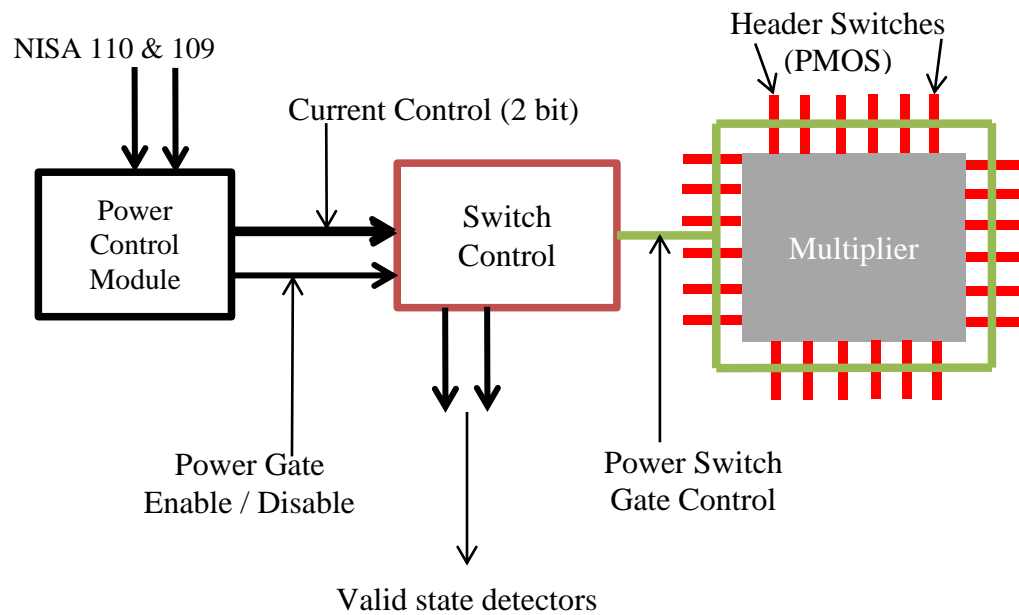 NISA 110 & 109
Header Switches
(PMOS)
Current Control (2 bit)
Power
Control
Module
Switch
Control
Multiplier
Power Gate
Enable / Disable
Power Switch
Gate Control
Valid state detectors